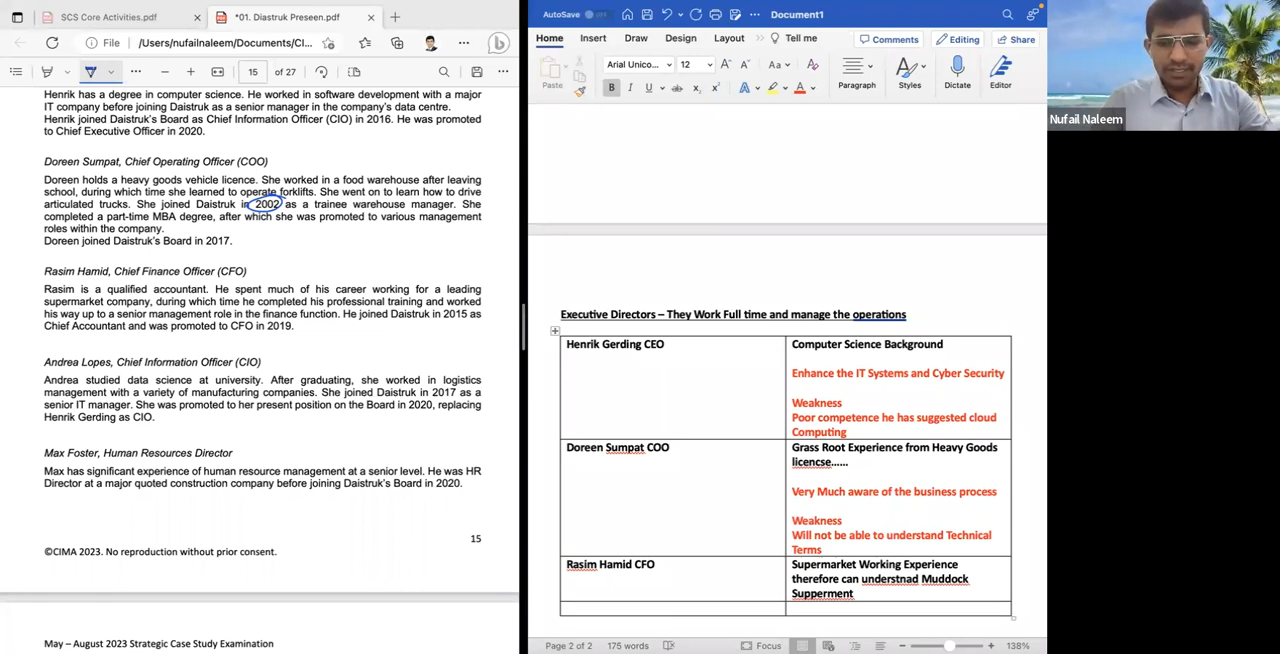 SCS Core Activities.pdf
*01. Diastruk Preseen.pdf
File
/Users/nufailnaleem/Documents/CI...
15 of 27
Henrik has a degree in computer science. He worked in software development with a major
IT company before joining Daistruk as a senior manager in the company's data centre.
Henrik joined Daistruk's Board as Chief Information Officer (CIO) in 2016. He was promoted
to Chief Executive Officer in 2020.
Doreen Sumpat, Chief Operating Officer (COO)
Doreen holds a heavy goods vehicle licence. She worked in a food warehouse after leaving
school, during which time she learned to operate forklifts. She went on to learn how to drive
articulated trucks. She joined Daistruk in 2002 as a trainee warehouse manager. She
completed a part-time MBA degree, after which she was promoted to various management
roles within the company.
Doreen joined Daistruk's Board in 2017.
Rasim Hamid, Chief Finance Officer (CFO)
Rasim is a qualified accountant. He spent much of his career working for a leading
supermarket company, during which time he completed his professional training and worked
his way up to a senior management role in the finance function. He joined Daistruk in 2015 as
Chief Accountant and was promoted to CFO in 2019.
Andrea Lopes, Chief Information Officer (CIO)
Andrea studied data science at university. After graduating, she worked in logistics
management with a variety of manufacturing companies. She joined Daistruk in 2017 as a
senior IT manager. She was promoted to her present position on the Board in 2020, replacing
Henrik Gerding as CIO.
Max Foster, Human Resources Director
Max has significant experience of human resource management at a senior level. He was HR
Director at a major quoted construction company before joining Daistruk's Board in 2020.
15
©CIMA 2023. No reproduction without prior consent.
May – August 2023 Strategic Case Study Examination
AutoSave OFF
Document1
Home Insert Draw Design Layout >> Tell me
Comments Editing Share
Arial Unico... 12
Paste
Paragraph Styles Dictate Editor
Executive Directors – They Work Full time and manage the operations
Henrik Gerding CEO
Computer Science Background
Enhance the IT Systems and Cyber Security
Weakness
Poor competence he has suggested cloud
Computing
Doreen Sumpat COO
Grass Root Experience from Heavy Goods
licencse......
Very Much aware of the business process
Weakness
Will not be able to understand Technical
Terms
Rasim Hamid CFO
Supermarket Working Experience
therefore can understnad Muddock
Supperment
Page 2 of 2 175 words Focus 138%
Nufail Naleem